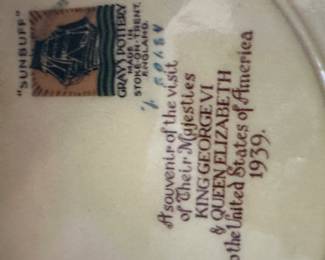 "SUNBUFF"
GRAY'S POTTERY
MADE IN
STOKE-ON-TRENT.
ENGLAND.
A souvenir of the visit
of Their Majesties
KING GEORGE VI
& QUEEN ELIZABETH
to the United States of America
1939.